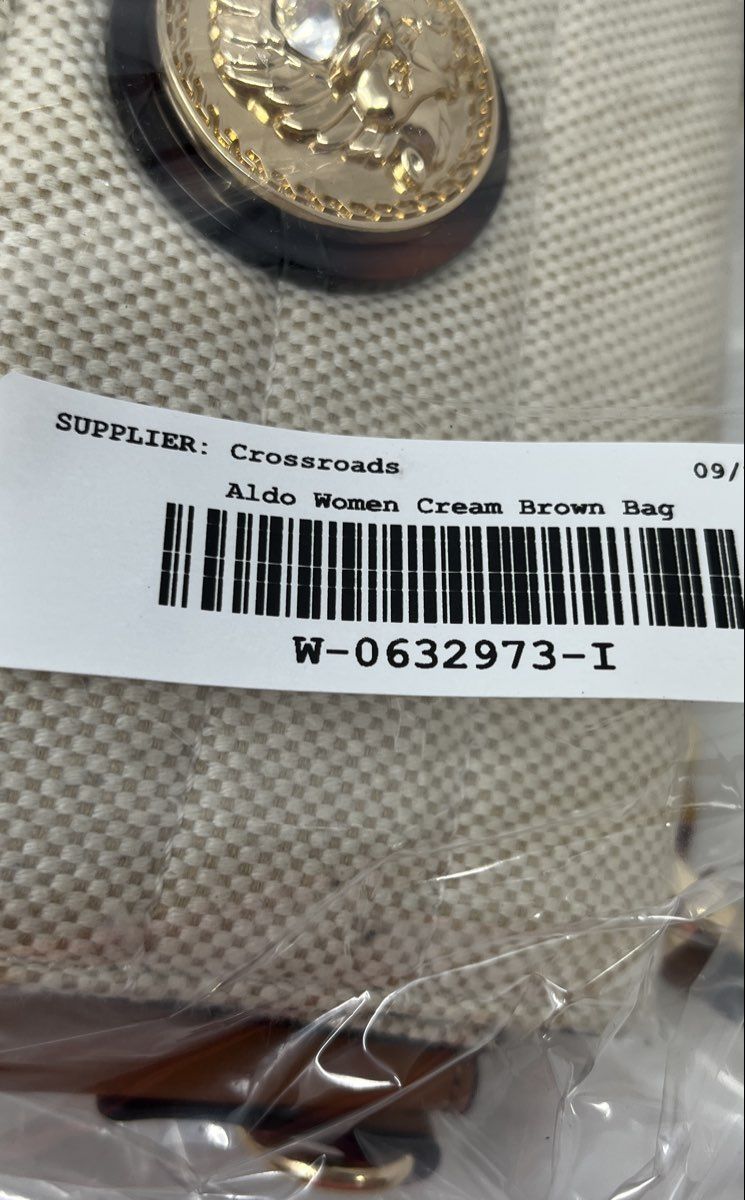 SUPPLIER: Crossroads 09/
Aldo Women Cream Brown Bag
W-0632973-I